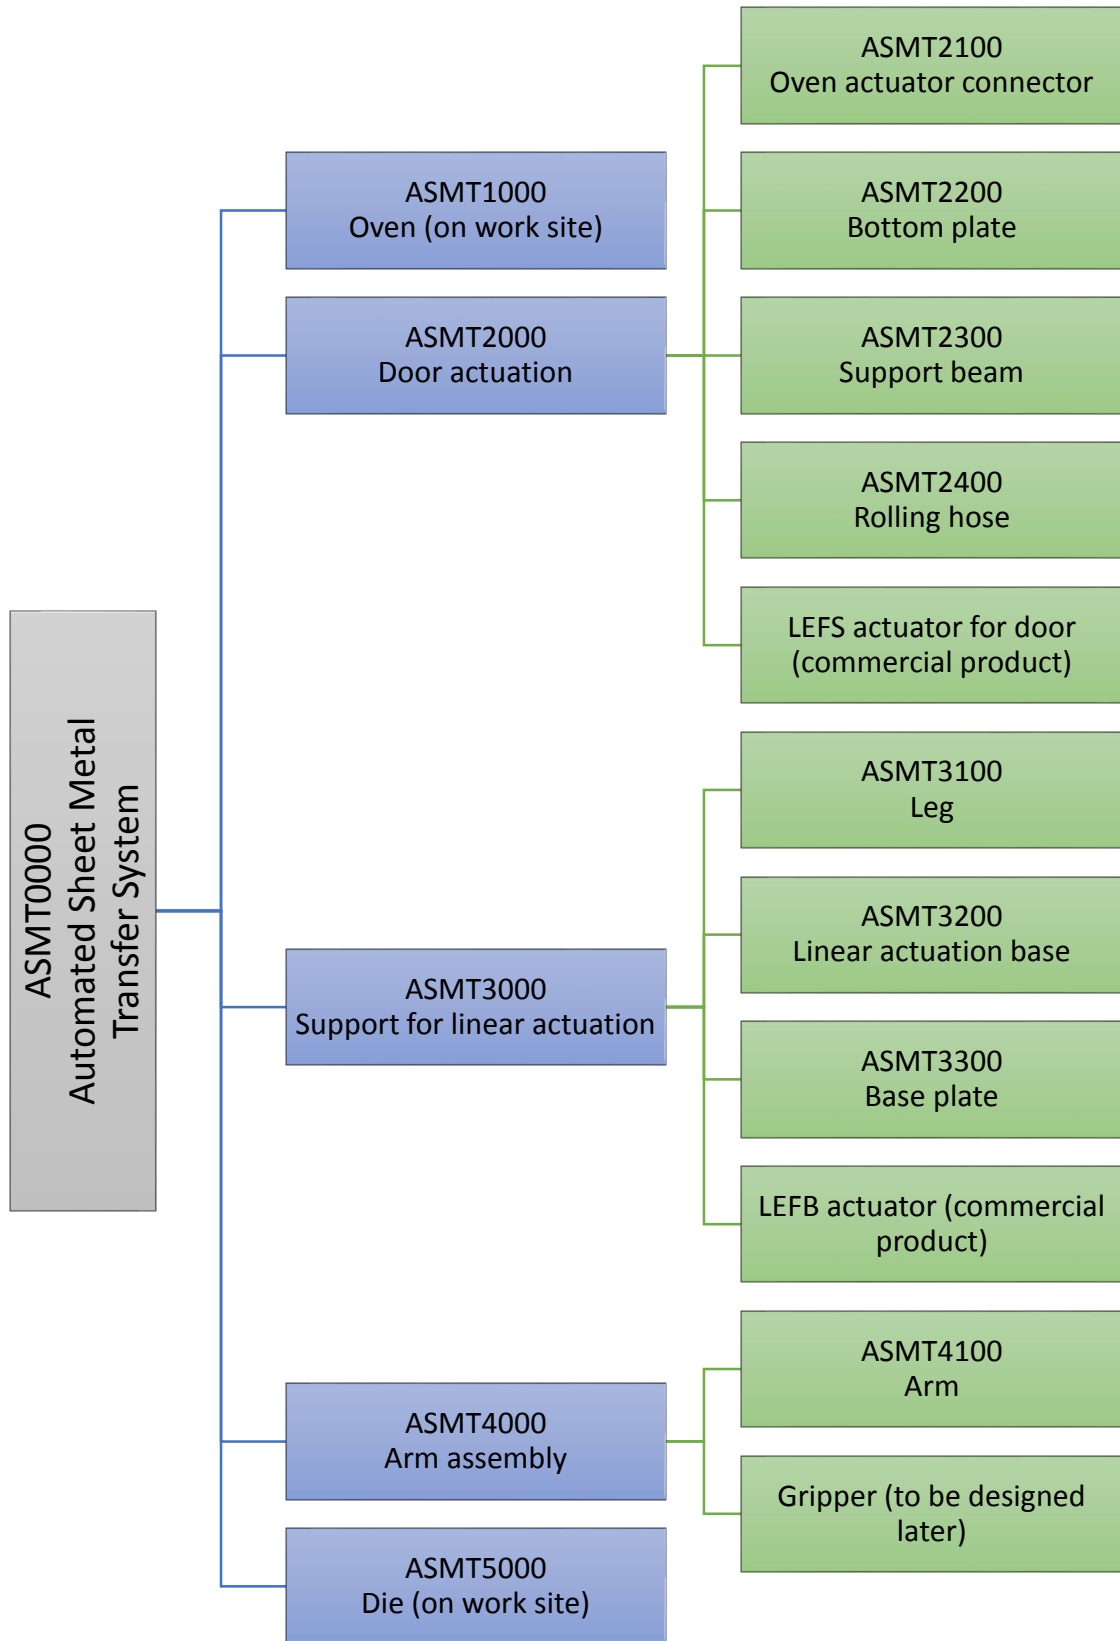 ASMT0000
Automated Sheet Metal
Transfer System
ASMT1000
Oven (on work site)
ASMT2000
Door actuation
ASMT2100
Oven actuator connector
ASMT2200
Bottom plate
ASMT2300
Support beam
ASMT2400
Rolling hose
LEFS actuator for door
(commercial product)
ASMT3000
Support for linear actuation
ASMT3100
Leg
ASMT3200
Linear actuation base
ASMT3300
Base plate
LEFB actuator (commercial
product)
ASMT4000
Arm assembly
ASMT4100
Arm
Gripper (to be designed
later)
ASMT5000
Die (on work site)